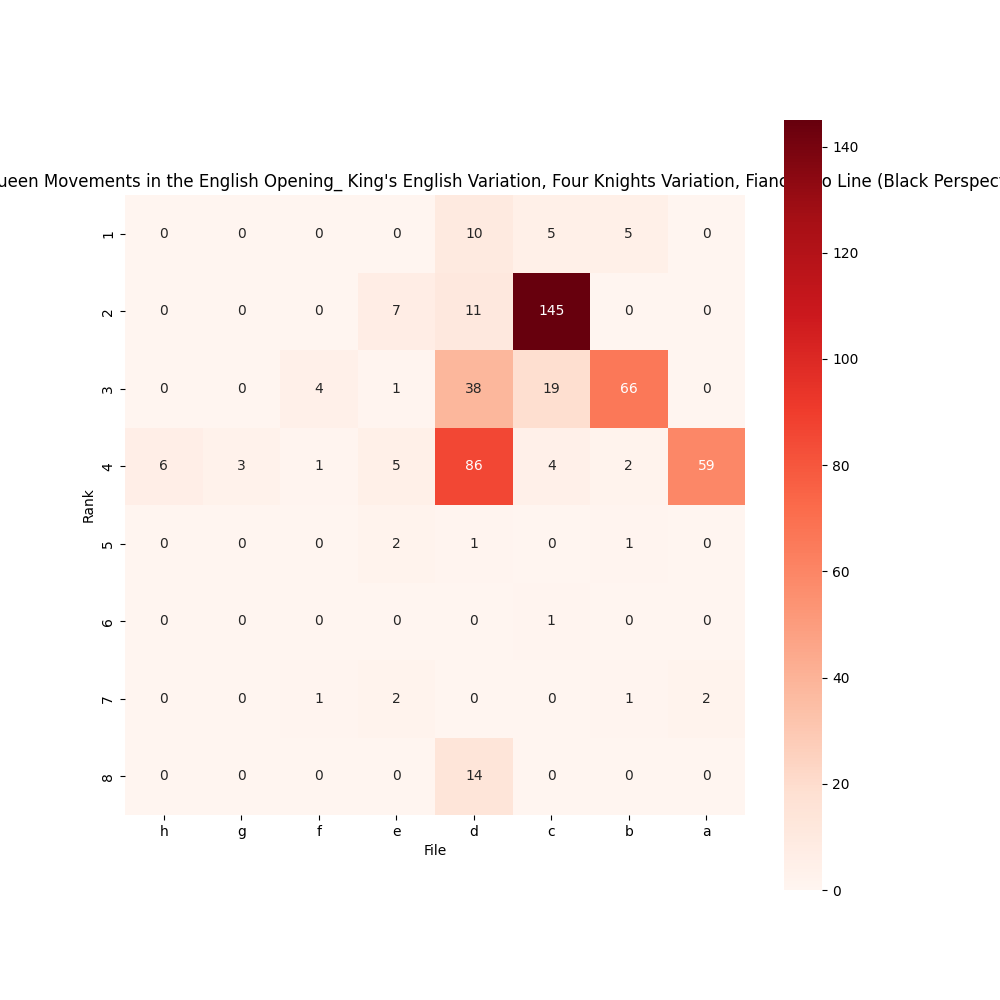 140
ueen Movements in the English Opening_ King's English Variation, Four Knights Variation, Fianchetto Line (Black Perspec
1 0 0 0 0 10 5 5 0
120
2 0 0 0 7 11 145 0 0
100
3 0 0 4 1 38 19 66 0
80
4 6 3 1 5 86 4 2 59
Rank
5 0 0 0 2 1 0 1 0
60
6 0 0 0 0 0 1 0 0
40
7 0 0 1 2 0 0 1 2
20
8 0 0 0 0 14 0 0 0
h g f e d c b a
File
0